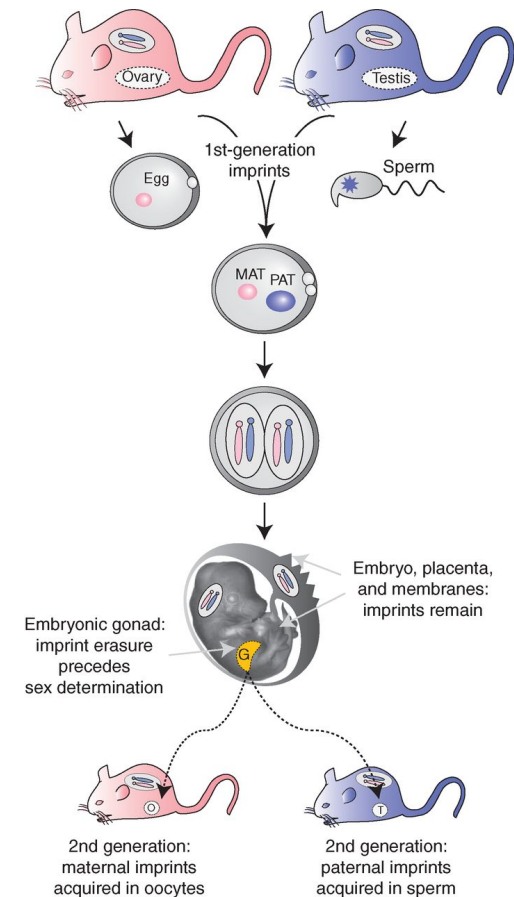 Ovary
Testis
1st-generation
imprints
Egg
Sperm
MAT
PAT
Embryo, placenta,
and membranes:
imprints remain
Embryonic gonad:
imprint erasure
precedes
sex determination
G
O
T
2nd generation:
maternal imprints
acquired in oocytes
2nd generation:
paternal imprints
acquired in sperm